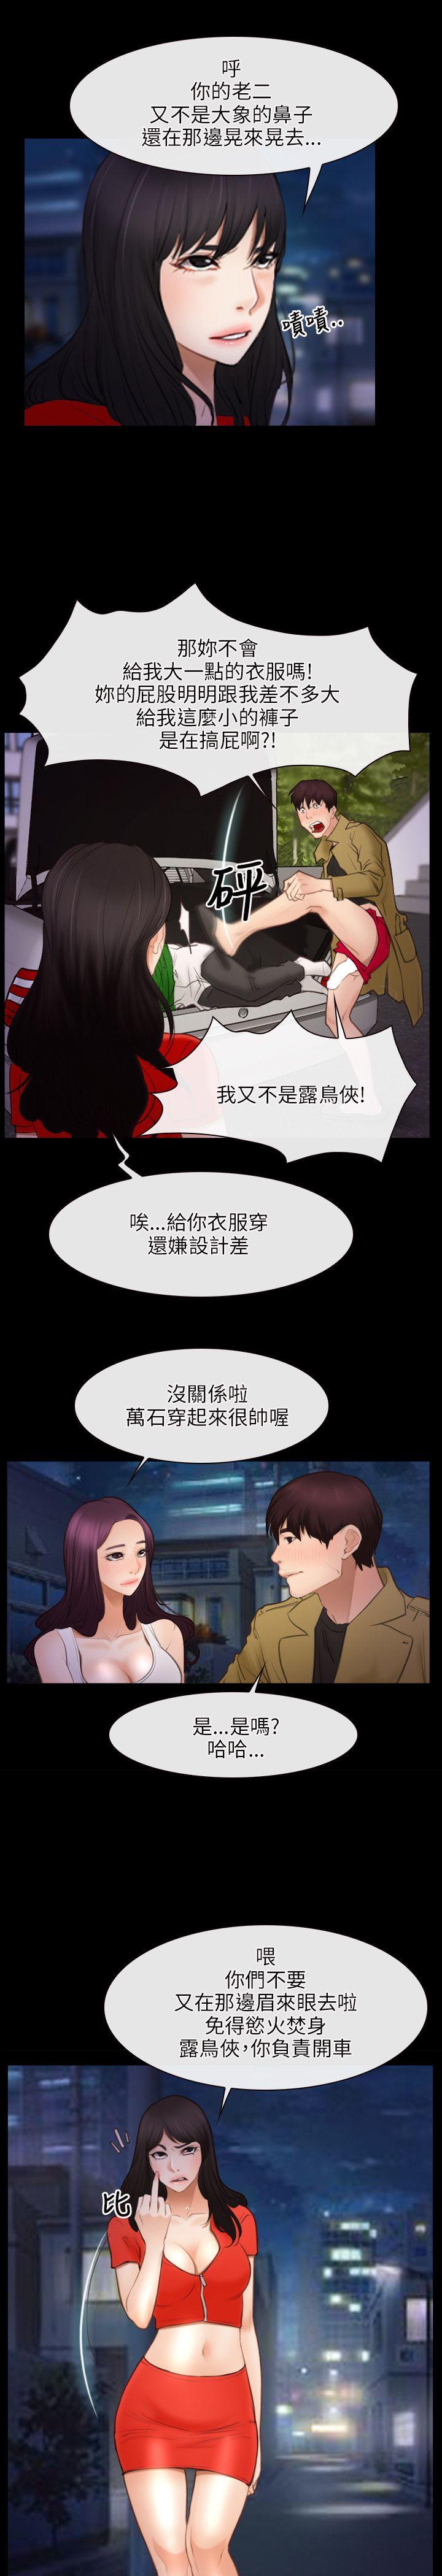 呼
你的老二
又不是大象的鼻子
還在那邊晃來晃去...
嘖嘖..
那妳不會
給我大一點的衣服嗎!
妳的屁股明明跟我差不多大
給我這麼小的褲子
是在搞屁啊?!
砰
我又不是露鳥俠!
唉...給你衣服穿
還嫌設計差
沒關係啦
萬石穿起來很帥喔
是...是嗎?
哈哈...
喂
你們不要
又在那邊眉來眼去啦
免得慾火焚身
露鳥俠,你負責開車
比